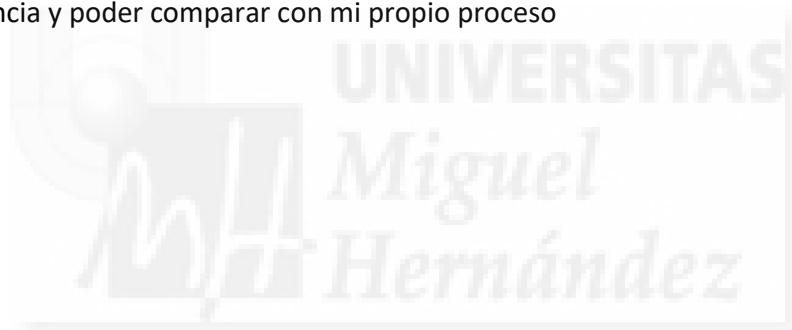 ncia y poder comparar con mi propio proceso
UNIVERSITAS
Miguel
Hernández